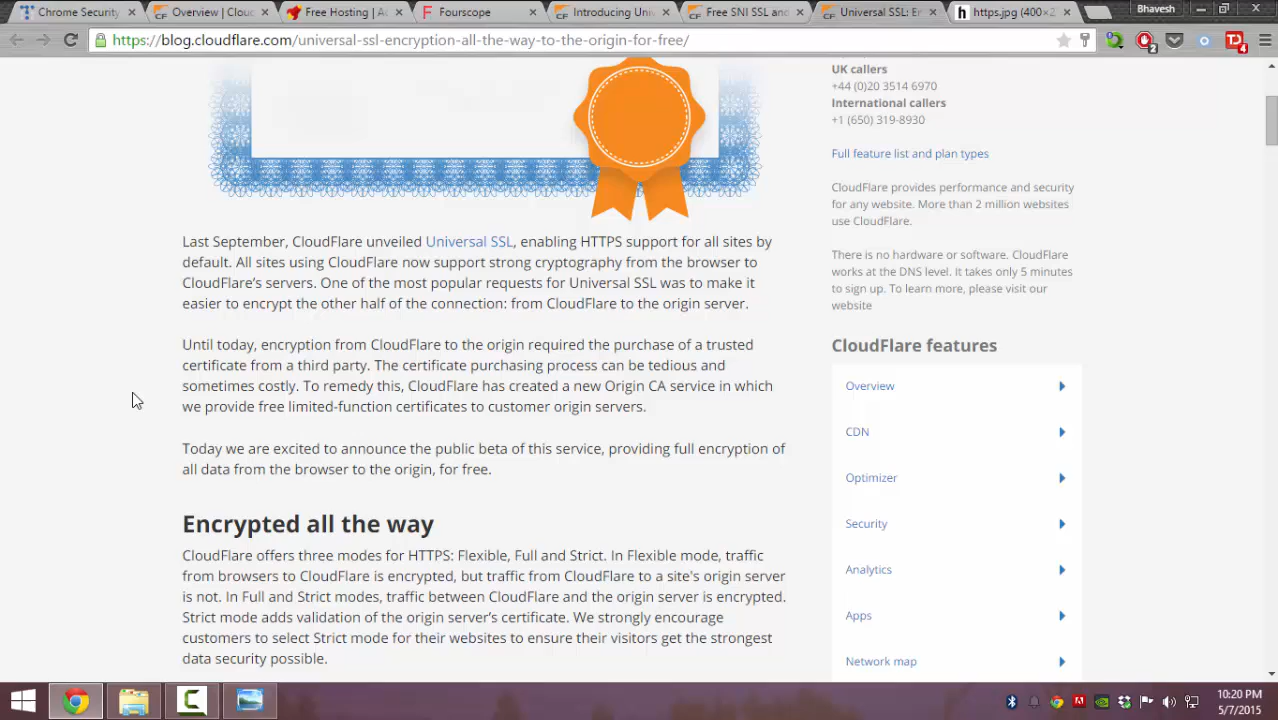 Chrome Security
Overview | Clouc
Free Hosting | Ac
Fourscope
Introducing Univ
Free SNI SSL anc
Universal SSL: En
https.jpg (400×2
Bhavesh
https://blog.cloudflare.com/universal-ssl-encryption-all-the-way-to-the-origin-for-free/
2
4
UK callers
+44 (0)20 3514 6970
International callers
+1 (650) 319-8930
Full feature list and plan types
CloudFlare provides performance and security
for any website. More than 2 million websites
use CloudFlare.
There is no hardware or software. CloudFlare
works at the DNS level. It takes only 5 minutes
to sign up. To learn more, please visit our
website
CloudFlare features
Overview
CDN
Optimizer
Security
Analytics
Apps
Network map
Last September, CloudFlare unveiled Universal SSL, enabling HTTPS support for all sites by
default. All sites using CloudFlare now support strong cryptography from the browser to
CloudFlare's servers. One of the most popular requests for Universal SSL was to make it
easier to encrypt the other half of the connection: from CloudFlare to the origin server.
Until today, encryption from CloudFlare to the origin required the purchase of a trusted
certificate from a third party. The certificate purchasing process can be tedious and
sometimes costly. To remedy this, CloudFlare has created a new Origin CA service in which
we provide free limited-function certificates to customer origin servers.
Today we are excited to announce the public beta of this service, providing full encryption of
all data from the browser to the origin, for free.
Encrypted all the way
CloudFlare offers three modes for HTTPS: Flexible, Full and Strict. In Flexible mode, traffic
from browsers to CloudFlare is encrypted, but traffic from CloudFlare to a site's origin server
is not. In Full and Strict modes, traffic between CloudFlare and the origin server is encrypted.
Strict mode adds validation of the origin server's certificate. We strongly encourage
customers to select Strict mode for their websites to ensure their visitors get the strongest
data security possible.
10:20 PM
5/7/2015